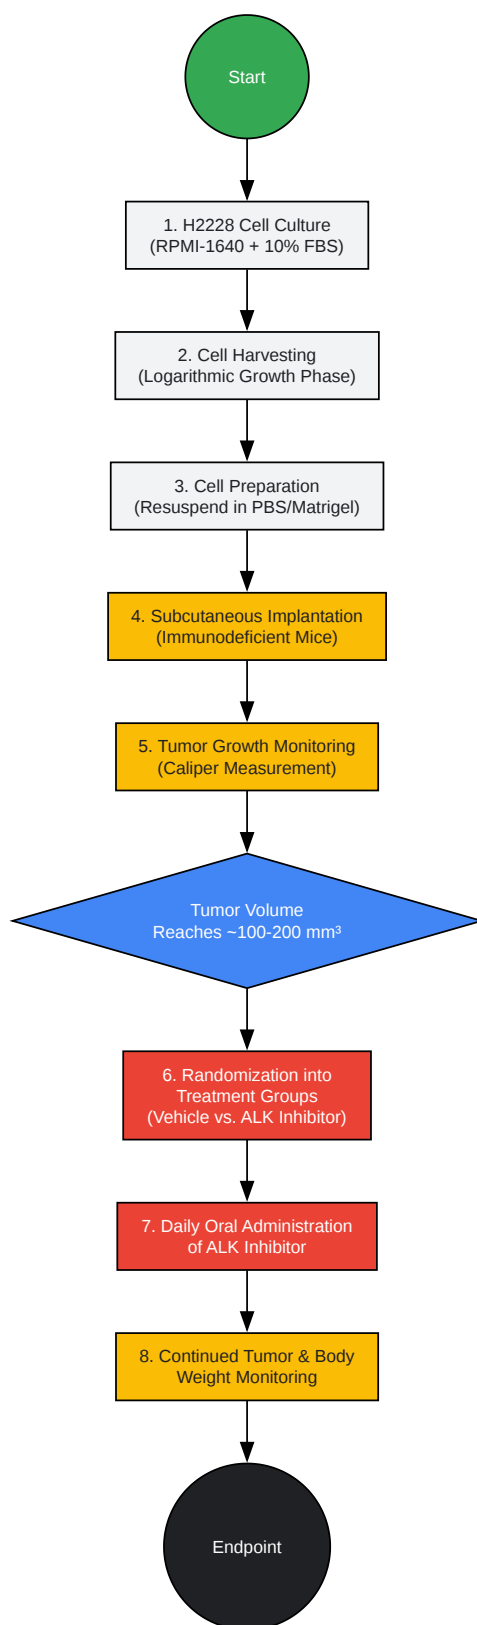 Start
1. H2228 Cell Culture
(RPMI-1640 + 10% FBS)
2. Cell Harvesting
(Logarithmic Growth Phase)
3. Cell Preparation
(Resuspend in PBS/Matrigel)
4. Subcutaneous Implantation
(Immunodeficient Mice)
5. Tumor Growth Monitoring
(Caliper Measurement)
Tumor Volume
Reaches ~100-200 mm³
6. Randomization into
Treatment Groups
(Vehicle vs. ALK Inhibitor)
7. Daily Oral Administration
of ALK Inhibitor
8. Continued Tumor & Body
Weight Monitoring
Endpoint